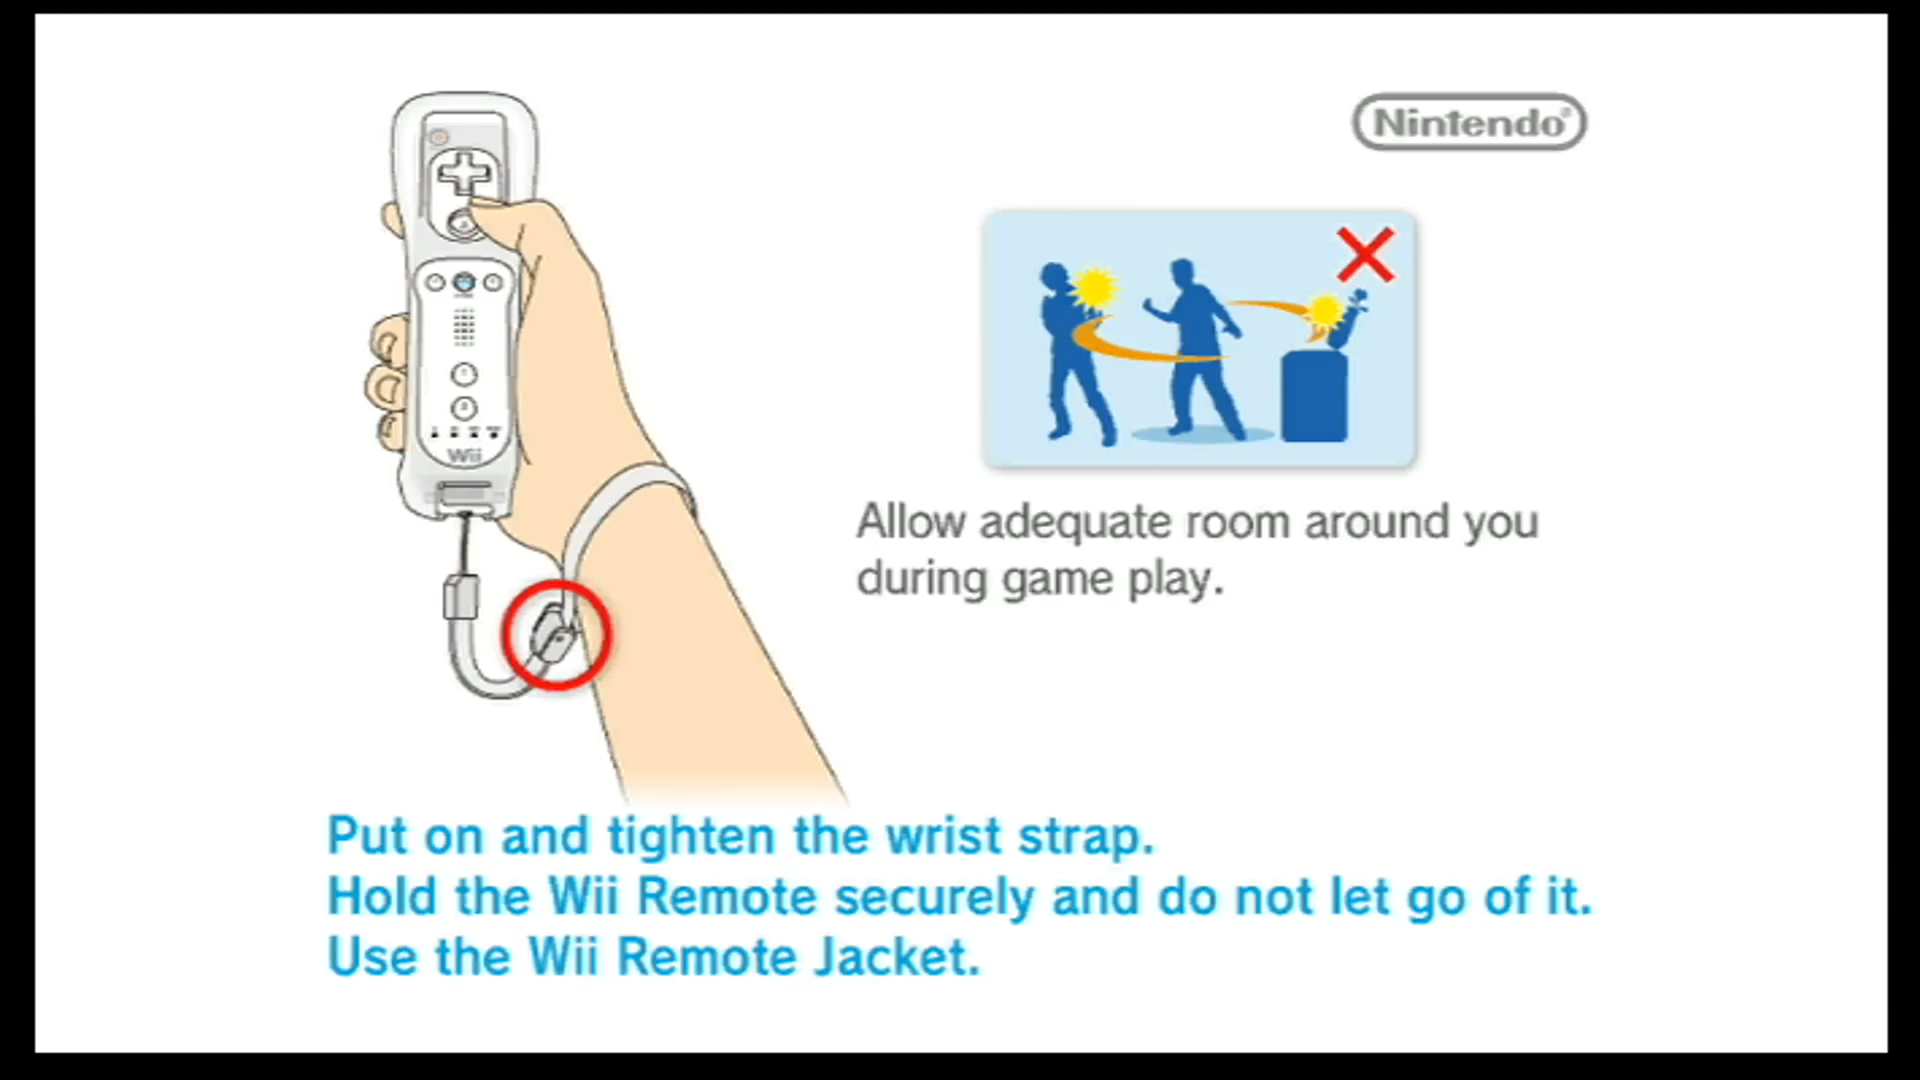 Nintendo®
Wii
Allow adequate room around you
during game play.
Put on and tighten the wrist strap.
Hold the Wii Remote securely and do not let go of it.
Use the Wii Remote Jacket.